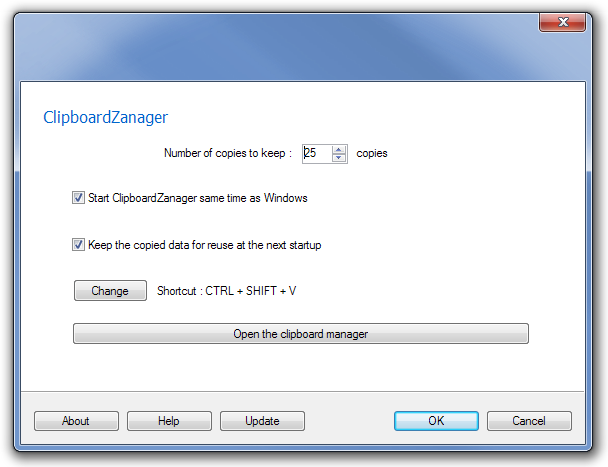 ClipboardZanager
Number of copies to keep : 25 copies
Start ClipboardZanager same time as Windows
Keep the copied data for reuse at the next startup
Change Shortcut : CTRL + SHIFT + V
Open the clipboard manager
About Help Update OK Cancel